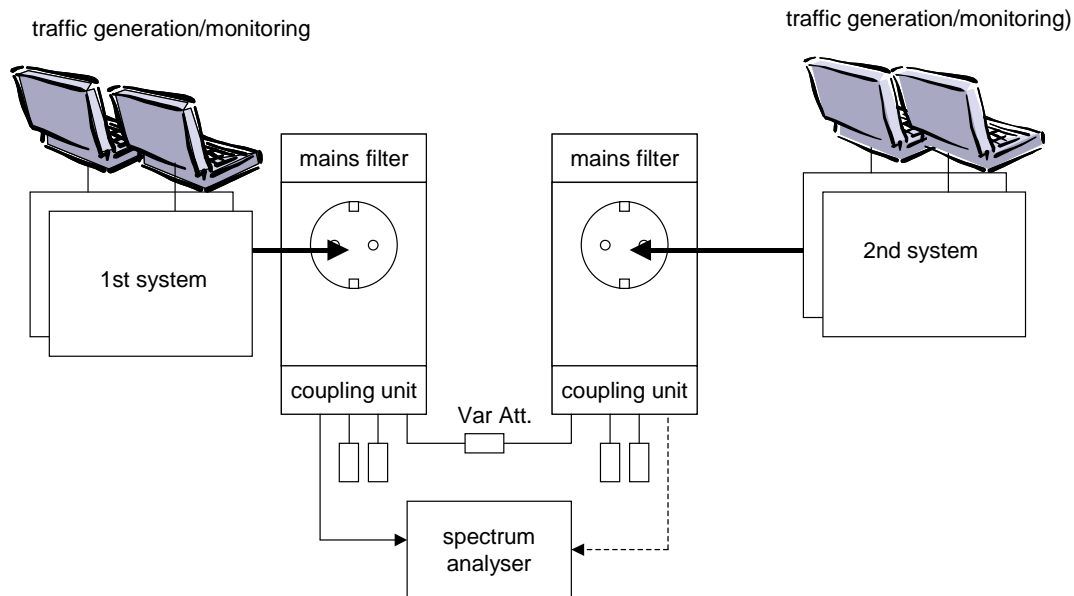 traffic generation/monitoring
traffic generation/monitoring)
mains filter
mains filter
1st system
2nd system
coupling unit
coupling unit
Var Att.
spectrum
analyser